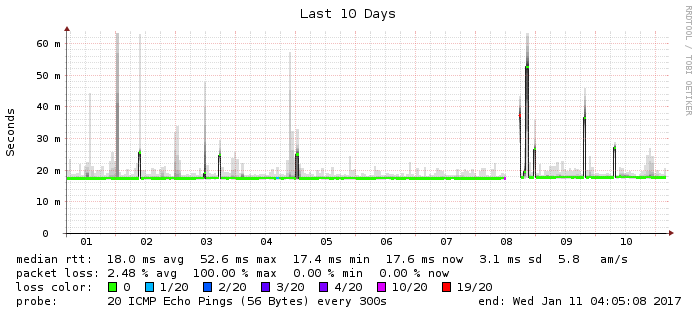 Last 10 Days
RRDTOOL / TOBI OETIKER
Seconds
60 m
50 m
40 m
30 m
20 m
10 m
0
01 02 03 04 05 06 07 08 09 10
median rtt: 18.0 ms avg 52.6 ms max 17.4 ms min 17.6 ms now 3.1 ms sd 5.8 am/s
packet loss: 2.48 % avg 100.00 % max 0.00 % min 0.00 % now
loss color: 0 1/20 2/20 3/20 4/20 10/20 19/20
probe: 20 ICMP Echo Pings (56 Bytes) every 300s end: Wed Jan 11 04:05:08 2017